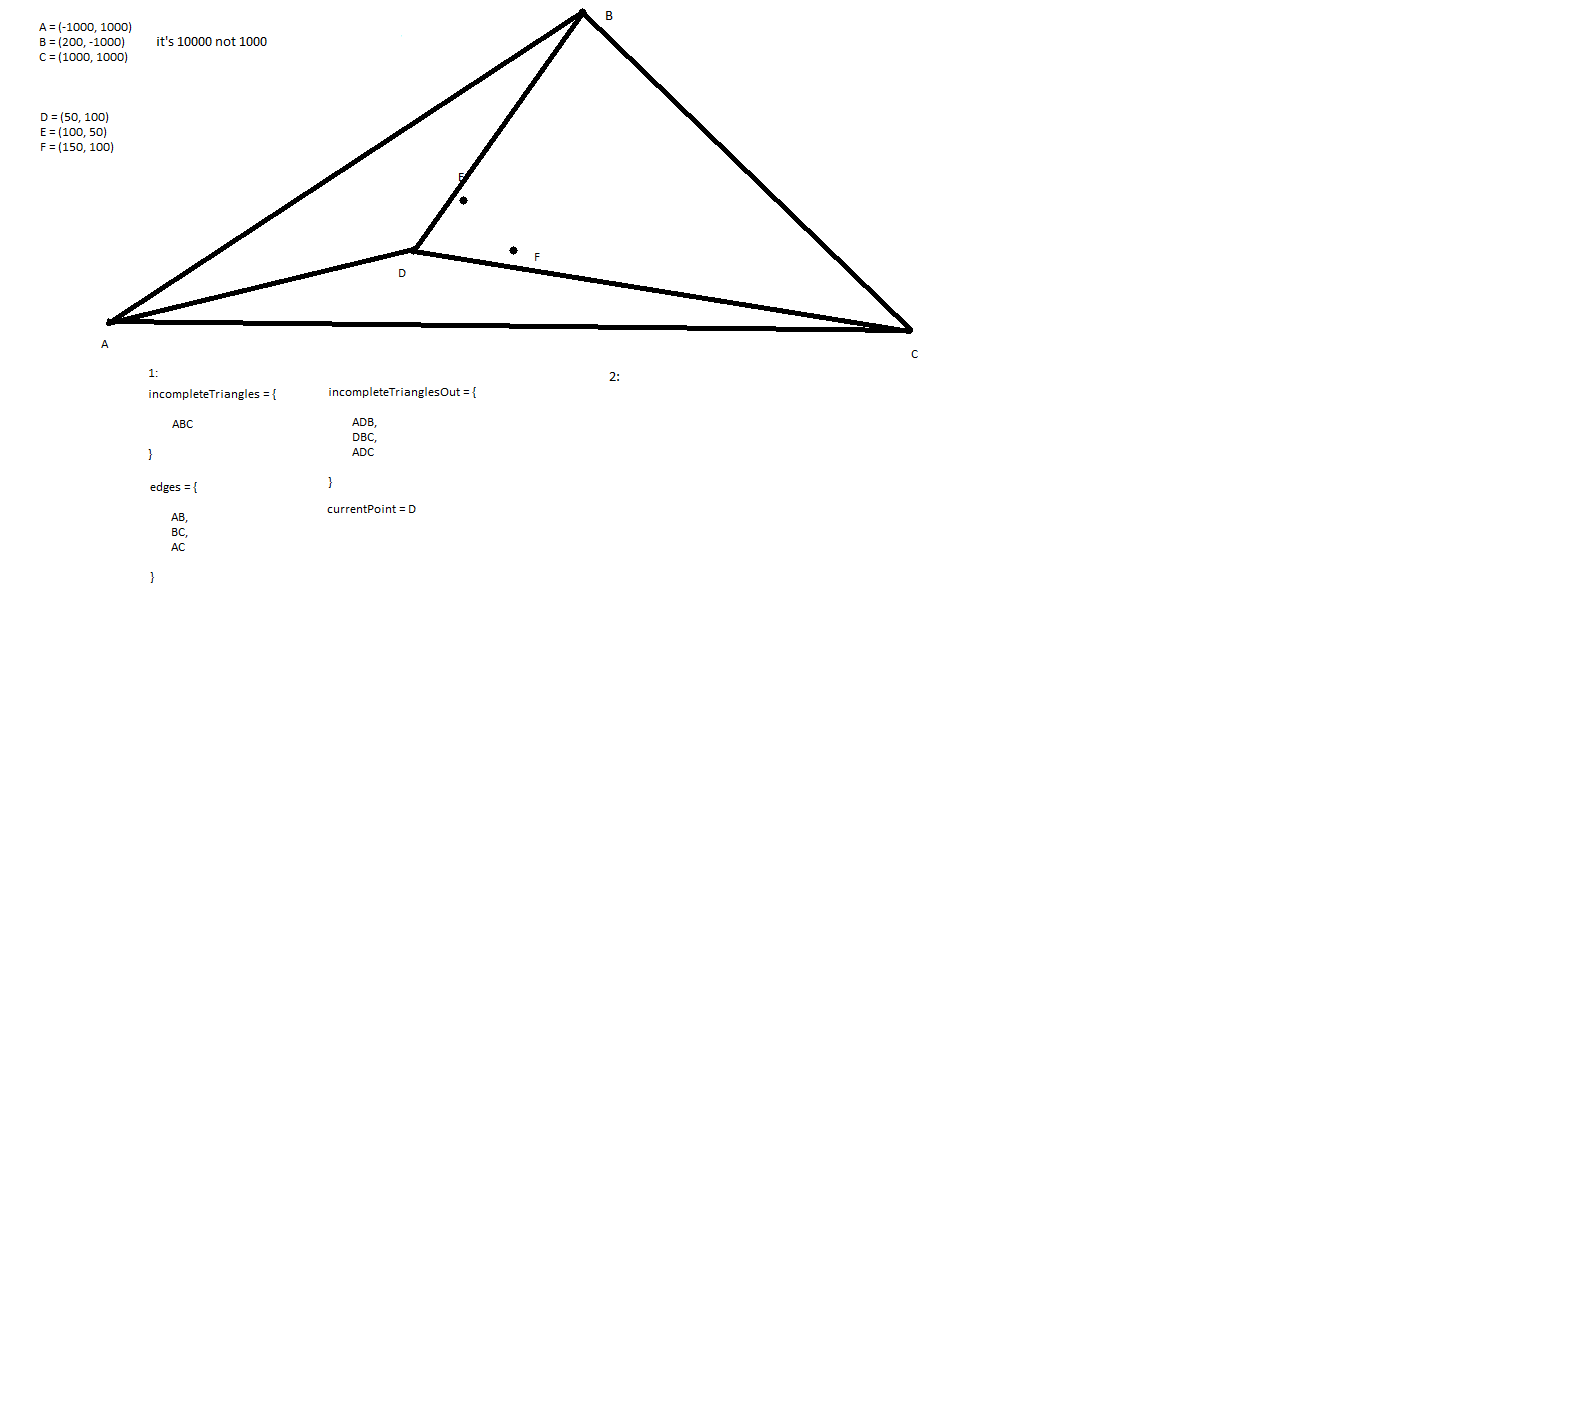 A = (-1000, 1000)
B = (200, -1000)
C = (1000, 1000)
it's 10000 not 1000
D = (50, 100)
E = (100, 50)
F = (150, 100)
B
E
F
D
A
C
1:
incompleteTriangles = {
ABC
}
edges = {
AB,
BC,
AC
}
incompleteTrianglesOut = {
ADB,
DBC,
ADC
}
currentPoint = D
2: